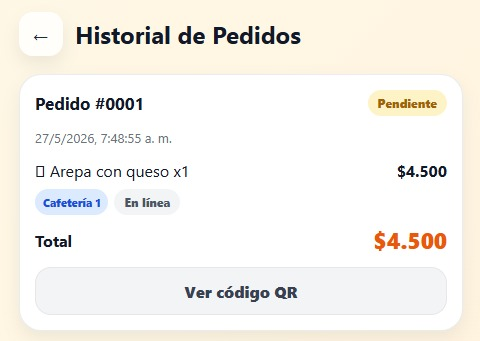 ← Historial de Pedidos
Pedido #0001 Pendiente
27/5/2026, 7:48:55 a. m.
Arepa con queso x1 $4.500
Cafetería 1 En línea
Total $4.500
Ver código QR